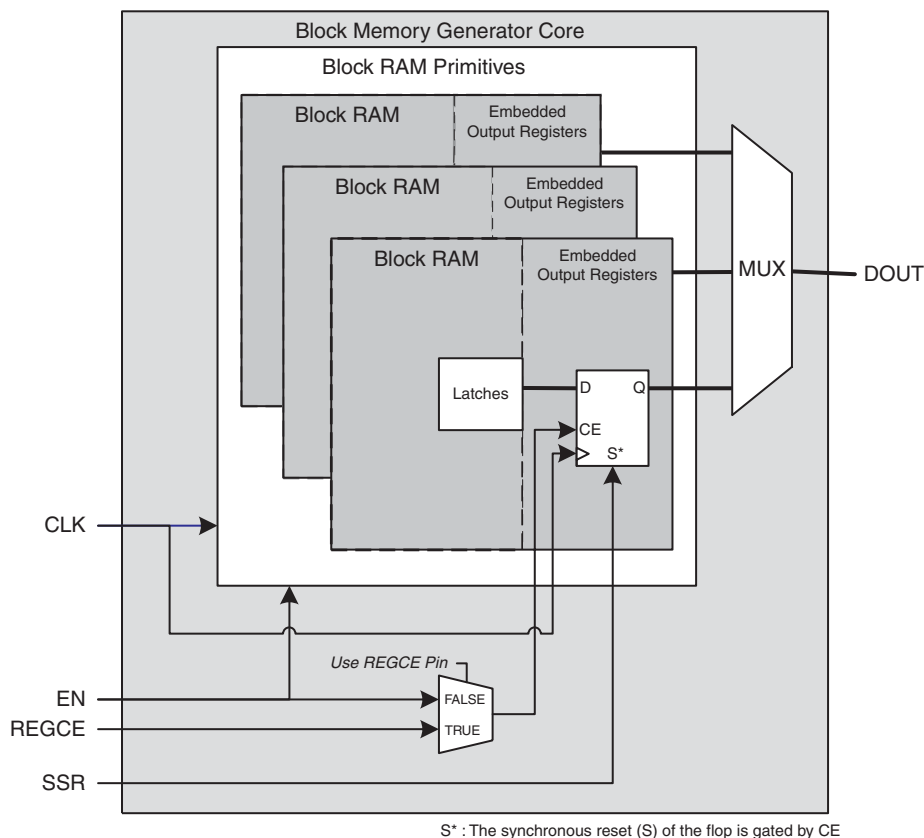 Block Memory Generator Core
Block RAM Primitives
Block RAM
Embedded
Output Registers
Block RAM
Embedded
Output Registers
Block RAM
Embedded
Output Registers
MUX
DOUT
Latches
D
Q
CE
S*
CLK
Use REGCE Pin
EN
FALSE
REGCE
TRUE
SSR
S* : The synchronous reset (S) of the flop is gated by CE